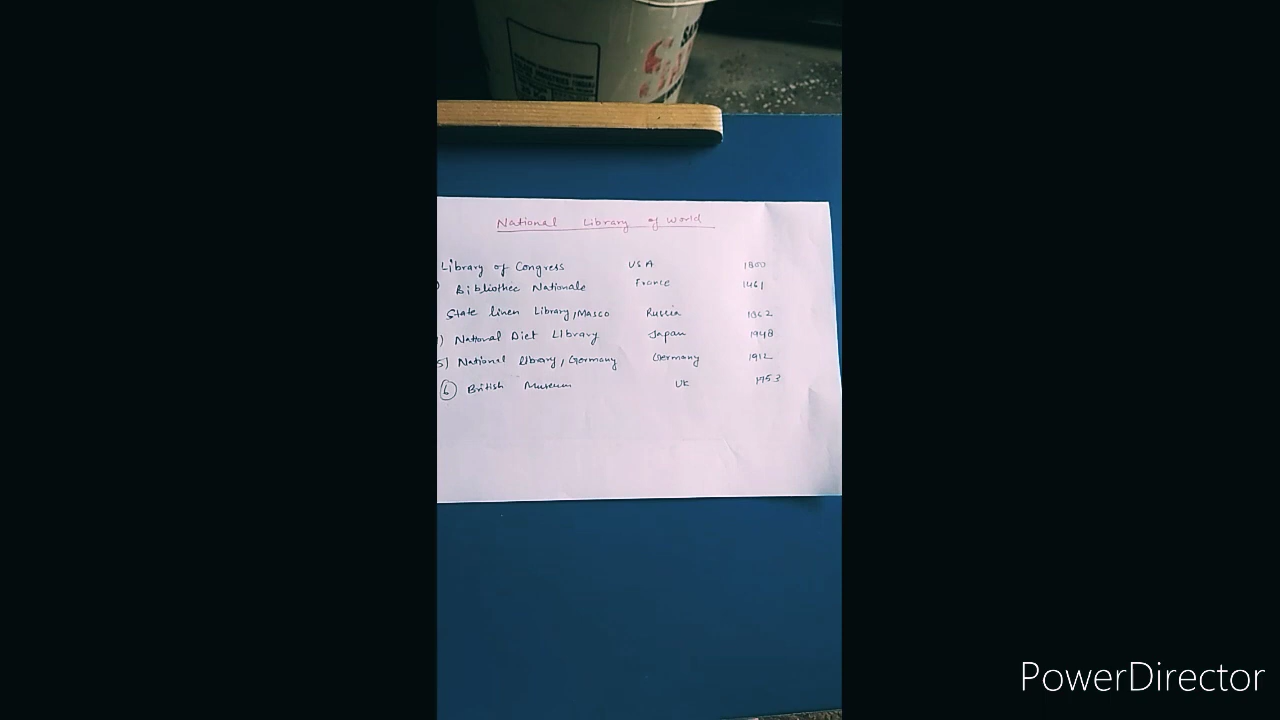 National Library of World
Library of Congress USA 1800
Bibliothec Nationale France 1461
State linen Library, Masco Russia 1862
) National Diet Library Japan 1948
5) National library, Germany Germany 1912
6 British Museum UK 1753
PowerDirector